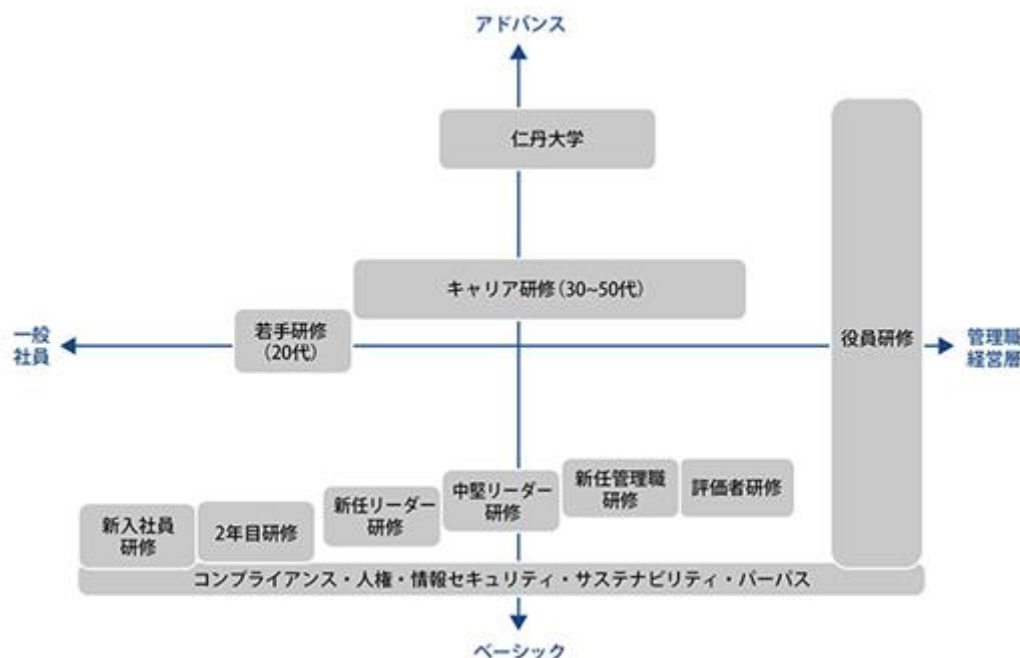 アドバンス
仁丹大学
キャリア研修(30~50代)
若手研修
(20代)
一般
社員
役員研修
管理職
経営層
新入社員
研修
2年目研修
新任リーダー
研修
中堅リーダー
研修
新任管理職
研修
評価者研修
コンプライアンス・人権・情報セキュリティ・サステナビリティ・パーパス
ベーシック